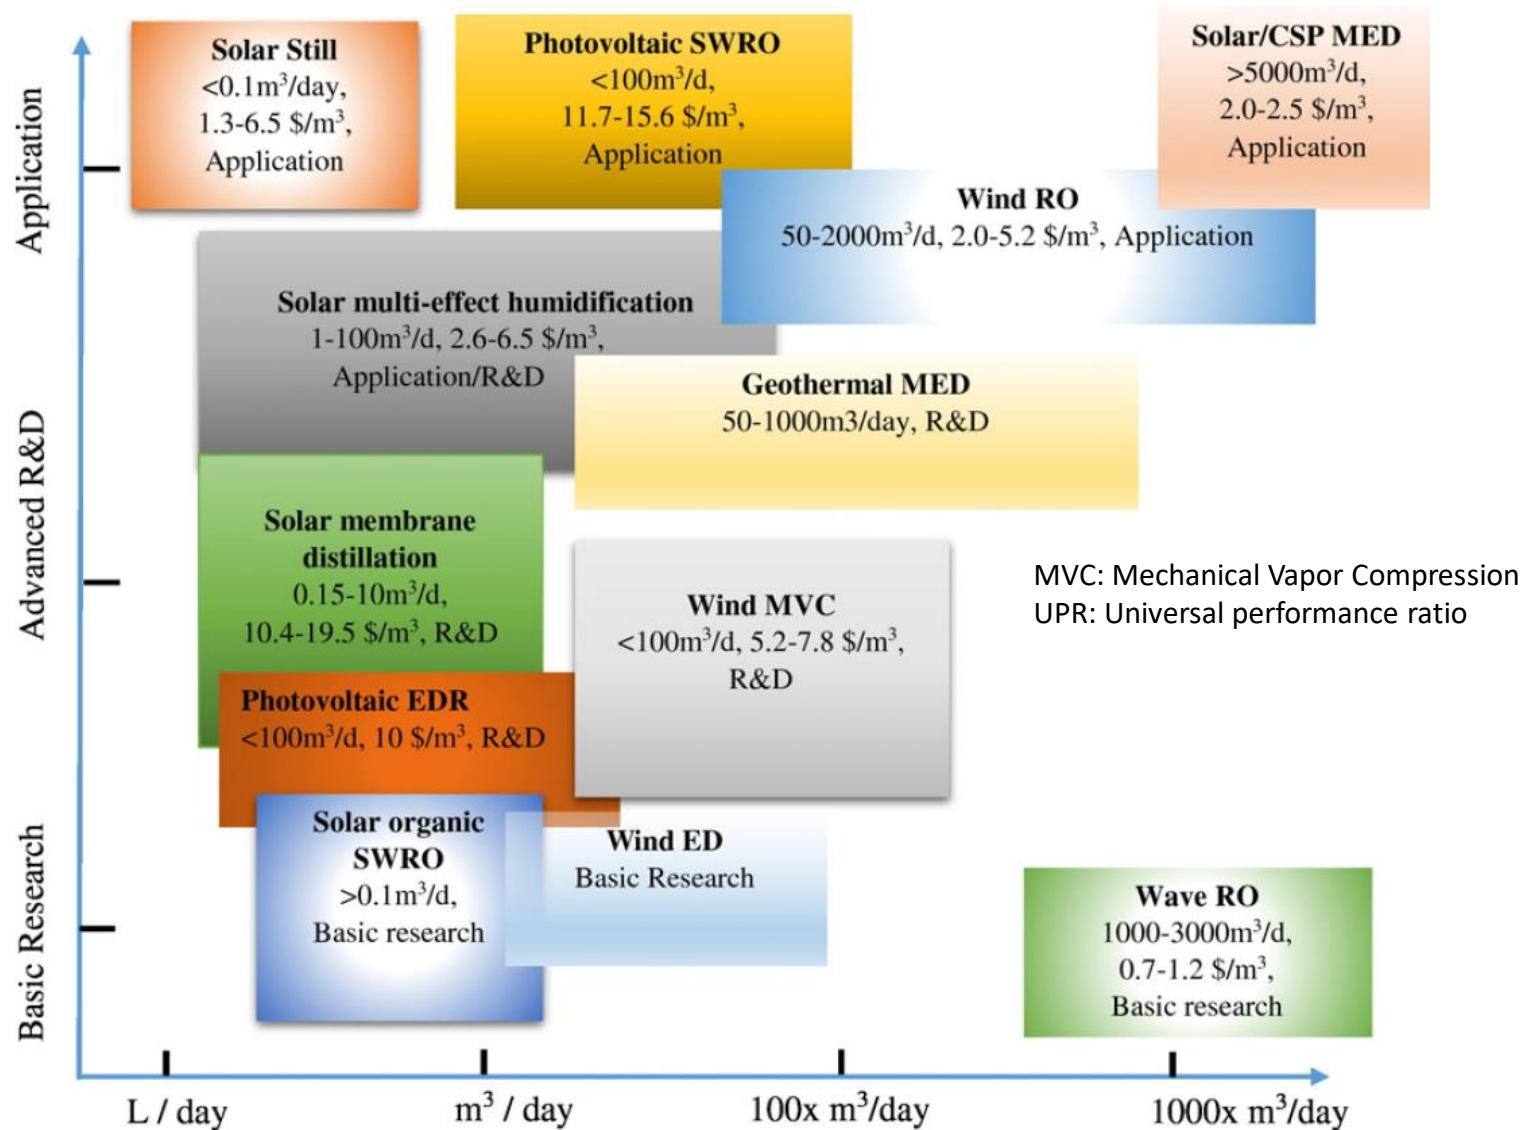 Application
Advanced R&D
Basic Research
Solar Still
<0.1m³/day,
1.3-6.5 $/m³,
Application
Photovoltaic SWRO
<100m³/d,
11.7-15.6 $/m³,
Application
Solar/CSP MED
>5000m³/d,
2.0-2.5 $/m³,
Application
Wind RO
50-2000m³/d, 2.0-5.2 $/m³, Application
Solar multi-effect humidification
1-100m³/d, 2.6-6.5 $/m³,
Application/R&D
Geothermal MED
50-1000m3/day, R&D
Solar membrane
distillation
0.15-10m³/d,
10.4-19.5 $/m³, R&D
Wind MVC
<100m³/d, 5.2-7.8 $/m³,
R&D
MVC: Mechanical Vapor Compression
UPR: Universal performance ratio
Photovoltaic EDR
<100m³/d, 10 $/m³, R&D
Solar organic
SWRO
>0.1m³/d,
Basic research
Wind ED
Basic Research
Wave RO
1000-3000m³/d,
0.7-1.2 $/m³,
Basic research
L / day
m³ / day
100x m³/day
1000x m³/day